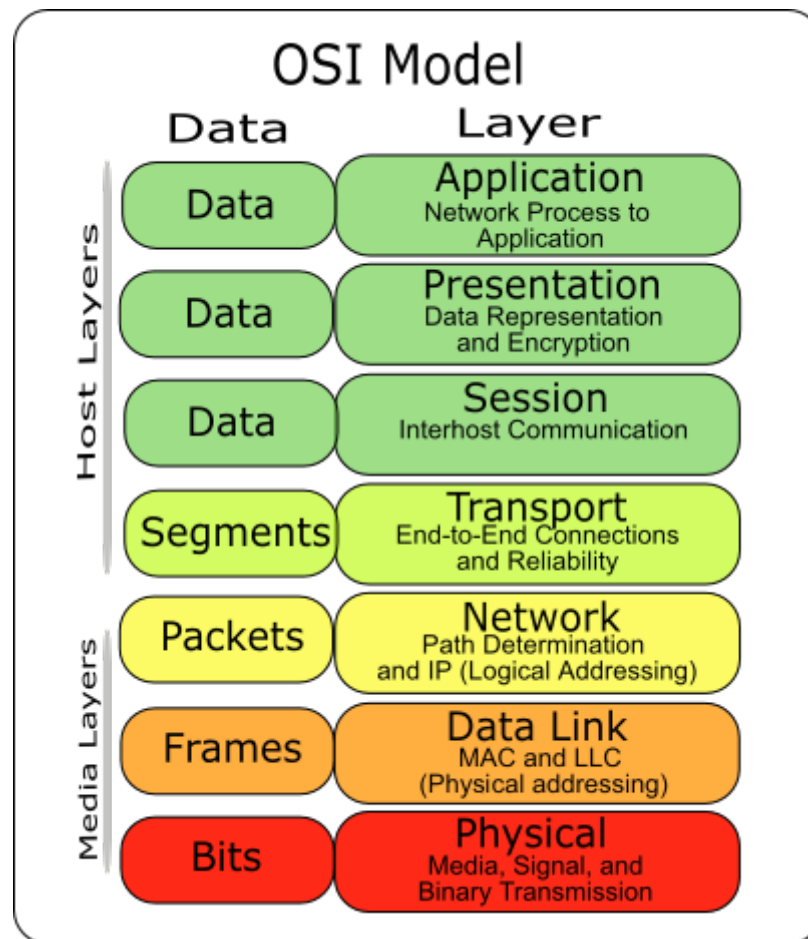 OSI Model
Data
Layer
Host Layers
Data
Application
Network Process to
Application
Data
Presentation
Data Representation
and Encryption
Data
Session
Interhost Communication
Segments
Transport
End-to-End Connections
and Reliability
Media Layers
Packets
Network
Path Determination
and IP (Logical Addressing)
Frames
Data Link
MAC and LLC
(Physical addressing)
Bits
Physical
Media, Signal, and
Binary Transmission